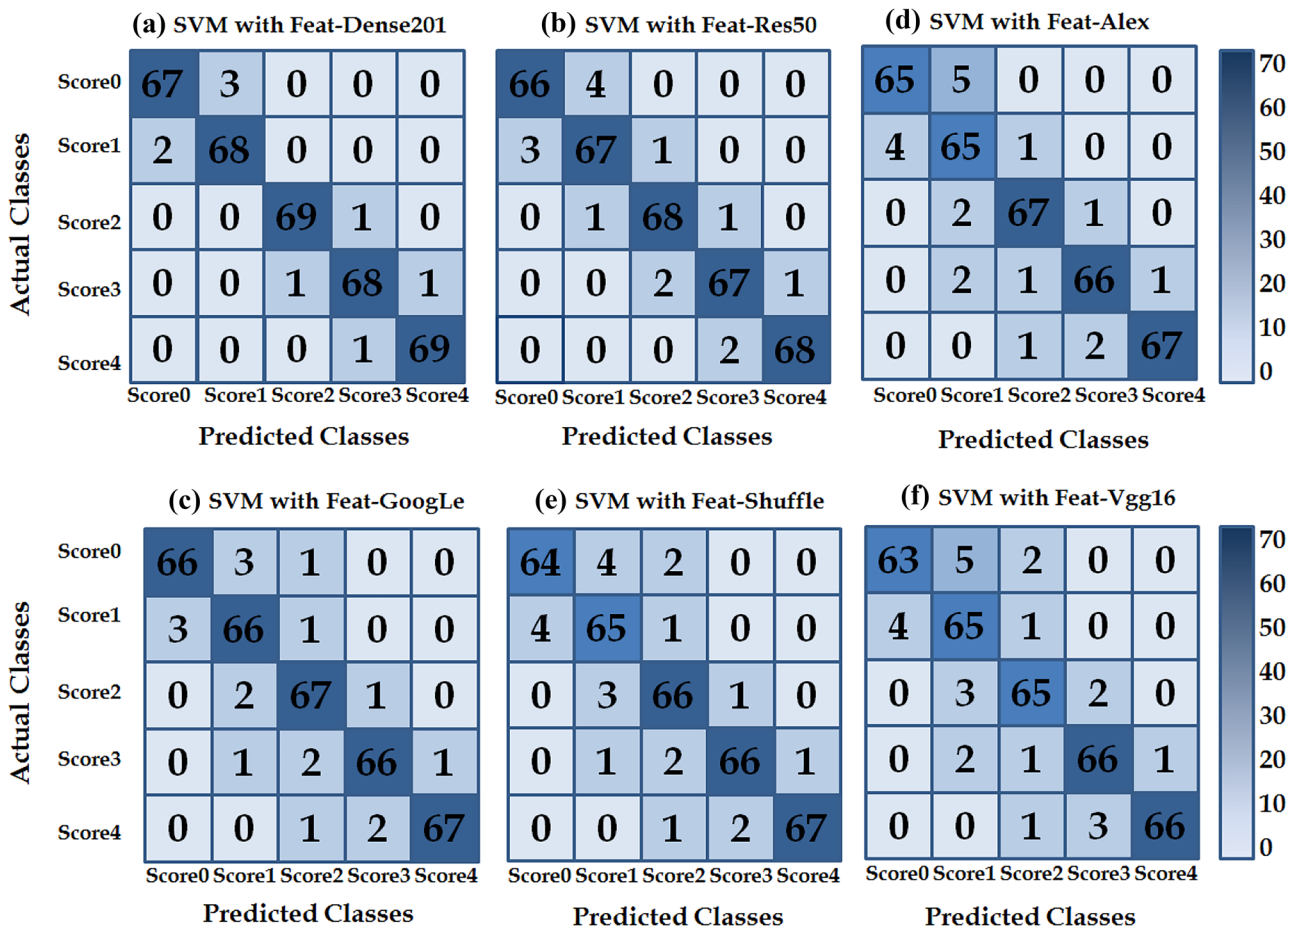 (a) SVM with Feat-Dense201
(b) SVM with Feat-Res50
(d) SVM with Feat-Alex
Actual Classes
Score0 67 3 0 0 0
Score1 2 68 0 0 0
Score2 0 0 69 1 0
Score3 0 0 1 68 1
Score4 0 0 0 1 69
Score0 Score1 Score2 Score3 Score4
Predicted Classes
66 4 0 0 0
3 67 1 0 0
0 1 68 1 0
0 0 2 67 1
0 0 0 2 68
Score0 Score1 Score2 Score3 Score4
Predicted Classes
65 5 0 0 0
4 65 1 0 0
0 2 67 1 0
0 2 1 66 1
0 0 1 2 67
Score0 Score1 Score2 Score3 Score4
Predicted Classes
70
60
50
40
30
20
10
0
(c) SVM with Feat-GoogLe
(e) SVM with Feat-Shuffle
(f) SVM with Feat-Vgg16
Actual Classes
Score0 66 3 1 0 0
Score1 3 66 1 0 0
Score2 0 2 67 1 0
Score3 0 1 2 66 1
Score4 0 0 1 2 67
Score0 Score1 Score2 Score3 Score4
Predicted Classes
64 4 2 0 0
4 65 1 0 0
0 3 66 1 0
0 1 2 66 1
0 0 1 2 67
Score0 Score1 Score2 Score3 Score4
Predicted Classes
63 5 2 0 0
4 65 1 0 0
0 3 65 2 0
0 2 1 66 1
0 0 1 3 66
Score0 Score1 Score2 Score3 Score4
Predicted Classes
70
60
50
40
30
20
10
0